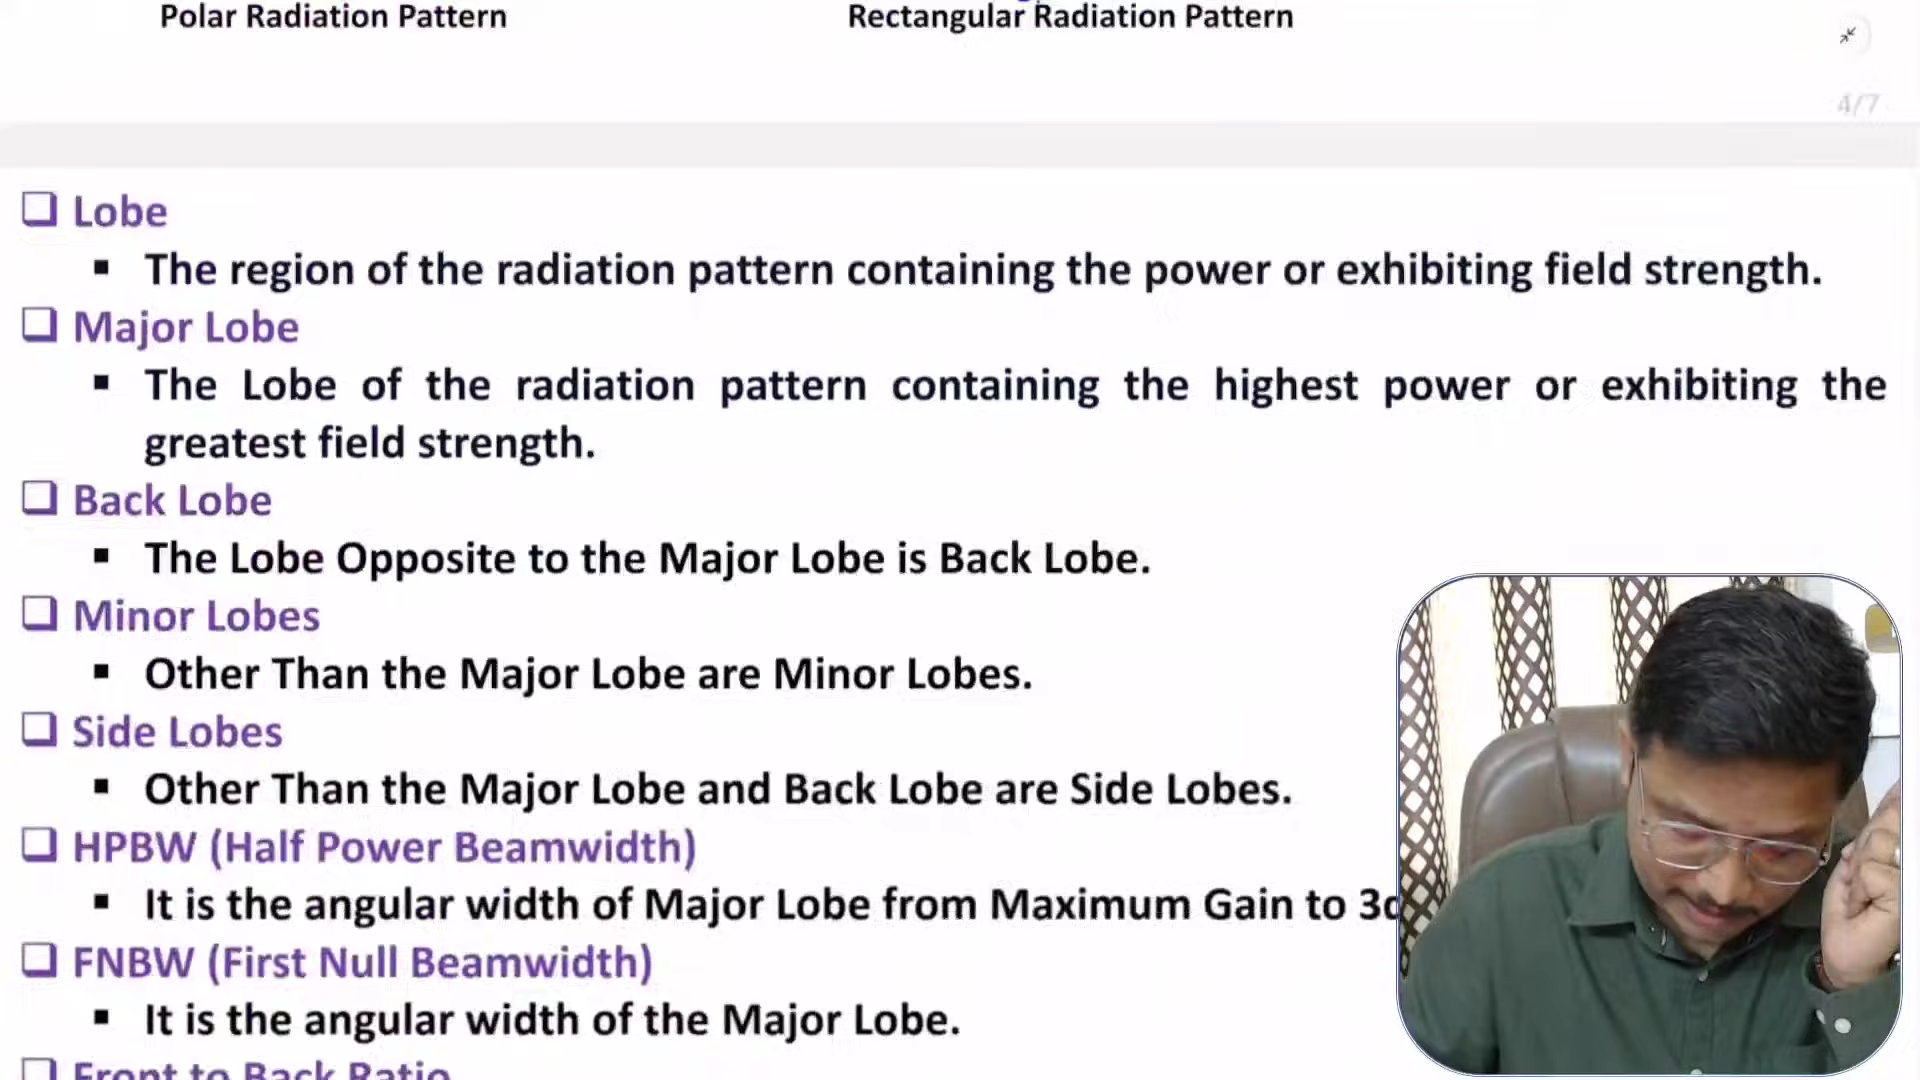 Polar Radiation Pattern
Rectangular Radiation Pattern
4/7
Lobe
The region of the radiation pattern containing the power or exhibiting field strength.
Major Lobe
The Lobe of the radiation pattern containing the highest power or exhibiting the
greatest field strength.
Back Lobe
The Lobe Opposite to the Major Lobe is Back Lobe.
Minor Lobes
Other Than the Major Lobe are Minor Lobes.
Side Lobes
Other Than the Major Lobe and Back Lobe are Side Lobes.
HPBW (Half Power Beamwidth)
It is the angular width of Major Lobe from Maximum Gain to
FNBW (First Null Beamwidth)
It is the angular width of the Major Lobe.
Front to Back Ratio